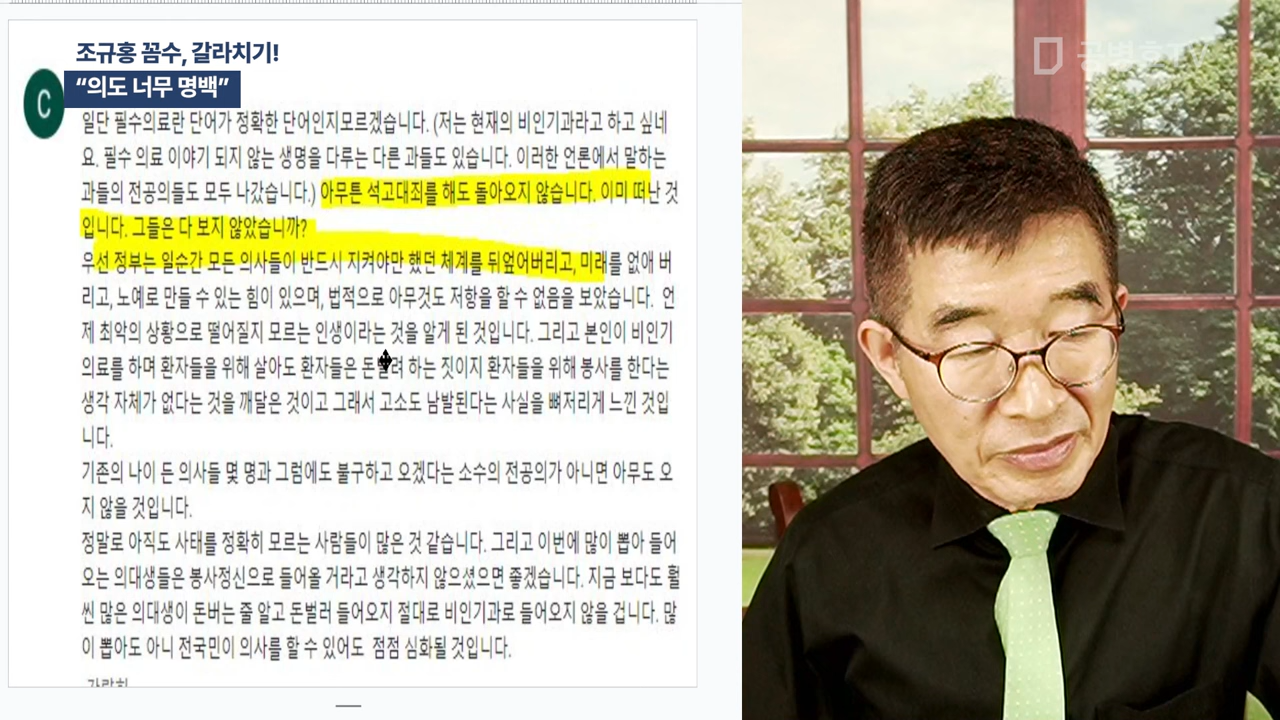 조규홍 꼼수, 갈라치기!
“의도 너무 명백”
C
공병호TV
일단 필수의료란 단어가 정확한 단어인지모르겠습니다. (저는 현재의 비인기과라고 하고 싶네
요. 필수 의료 이야기 되지 않는 생명을 다루는 다른 과들도 있습니다. 이러한 언론에서 말하는
과들의 전공의들도 모두 나갔습니다.) 아무튼 석고대죄를 해도 돌아오지 않습니다. 이미 떠난 것
입니다. 그들은 다 보지 않았습니까?
우선 정부는 일순간 모든 의사들이 반드시 지켜야만 했던 체계를 뒤엎어버리고, 미래를 없애 버
리고, 노예로 만들 수 있는 힘이 있으며, 법적으로 아무것도 저항을 할 수 없음을 보았습니다. 언
제 최악의 상황으로 떨어질지 모르는 인생이라는 것을 알게 된 것입니다. 그리고 본인이 비인기
의료를 하며 환자들을 위해 살아도 환자들은 돈벌려 하는 짓이지 환자들을 위해 봉사를 한다는
생각 자체가 없다는 것을 깨달은 것이고 그래서 고소도 남발된다는 사실을 뼈저리게 느낀 것입
니다.
기존의 나이 든 의사들 몇 명과 그럼에도 불구하고 오겠다는 소수의 전공의가 아니면 아무도 오
지 않을 것입니다.
정말로 아직도 사태를 정확히 모르는 사람들이 많은 것 같습니다. 그리고 이번에 많이 뽑아 들어
오는 의대생들은 봉사정신으로 들어올 거라고 생각하지 않으셨으면 좋겠습니다. 지금 보다도 훨
씬 많은 의대생이 돈버는 줄 알고 돈벌러 들어오지 절대로 비인기과로 들어오지 않을 겁니다. 많
이 뽑아도 아니 전국민이 의사를 할 수 있어도 점점 심화될 것입니다.